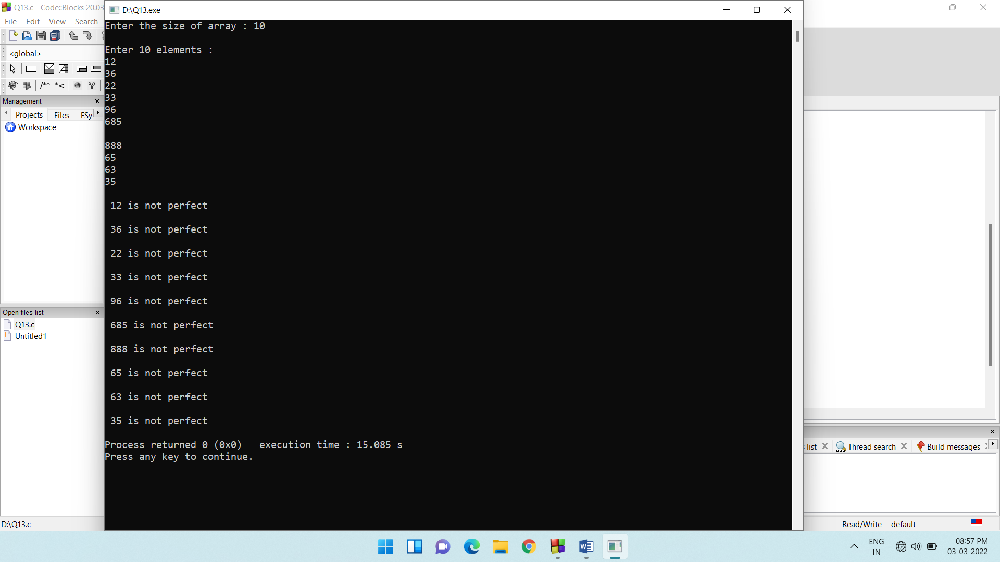 Q13.c - Code::Blocks 20.03
File Edit View Search
<global>
/** *<
Management
Projects Files FSy
Workspace
Open files list
Q13.c
Untitled1
D:\Q13.c
D:\Q13.exe
Enter the size of array : 10
Enter 10 elements :
12
36
22
33
96
685
888
65
63
35
12 is not perfect
36 is not perfect
22 is not perfect
33 is not perfect
96 is not perfect
685 is not perfect
888 is not perfect
65 is not perfect
63 is not perfect
35 is not perfect
Process returned 0 (0x0)   execution time : 15.085 s
Press any key to continue.
list Thread search Build messages
Read/Write default
ENG
IN
08:57 PM
03-03-2022